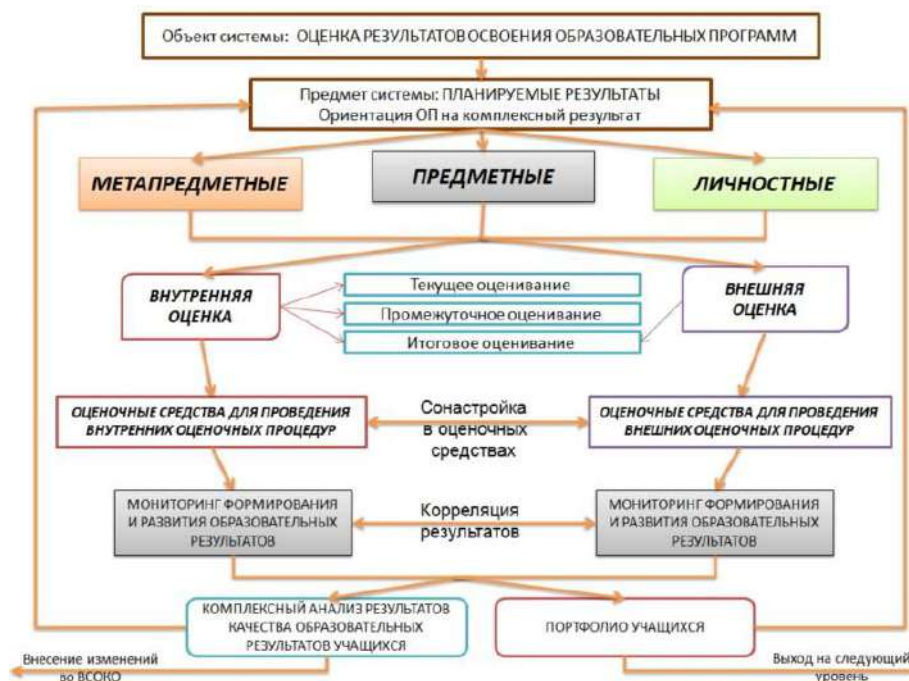 Объект системы: ОЦЕНКА РЕЗУЛЬТАТОВ ОСВОЕНИЯ ОБРАЗОВАТЕЛЬНЫХ ПРОГРАММ
Предмет системы: ПЛАНИРУЕМЫЕ РЕЗУЛЬТАТЫ
Ориентация ОП на комплексный результат
МЕТАПРЕДМЕТНЫЕ
ПРЕДМЕТНЫЕ
ЛИЧНОСТНЫЕ
ВНУТРЕННЯЯ
ОЦЕНКА
Текущее оценивание
Промежуточное оценивание
Итоговое оценивание
ВНЕШНЯЯ
ОЦЕНКА
ОЦЕНОЧНЫЕ СРЕДСТВА ДЛЯ ПРОВЕДЕНИЯ
ВНУТРЕННИХ ОЦЕНОЧНЫХ ПРОЦЕДУР
Сонастройка
в оценочных
средствах
ОЦЕНОЧНЫЕ СРЕДСТВА ДЛЯ ПРОВЕДЕНИЯ
ВНЕШНИХ ОЦЕНОЧНЫХ ПРОЦЕДУР
МОНИТОРИНГ ФОРМИРОВАНИЯ
И РАЗВИТИЯ ОБРАЗОВАТЕЛЬНЫХ
РЕЗУЛЬТАТОВ
Корреляция
результатов
МОНИТОРИНГ ФОРМИРОВАНИЯ
И РАЗВИТИЯ ОБРАЗОВАТЕЛЬНЫХ
РЕЗУЛЬТАТОВ
КОМПЛЕКСНЫЙ АНАЛИЗ РЕЗУЛЬТАТОВ
КАЧЕСТВА ОБРАЗОВАТЕЛЬНЫХ
РЕЗУЛЬТАТОВ УЧАЩИХСЯ
ПОРТФОЛИО УЧАЩИХСЯ
Внесение изменений
во ВСОКО
Выход на следующий
уровень